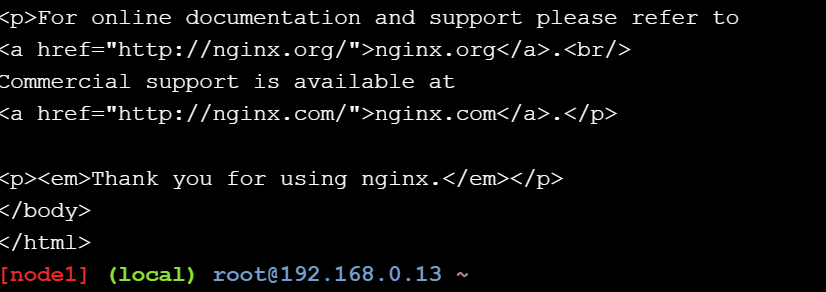 <p>For online documentation and support please refer to
<a href="http://nginx.org/">nginx.org</a>.<br/>
Commercial support is available at
<a href="http://nginx.com/">nginx.com</a>.</p>
<p><em>Thank you for using nginx.</em></p>
</body>
</html>
[node1] (local) root@192.168.0.13 ~